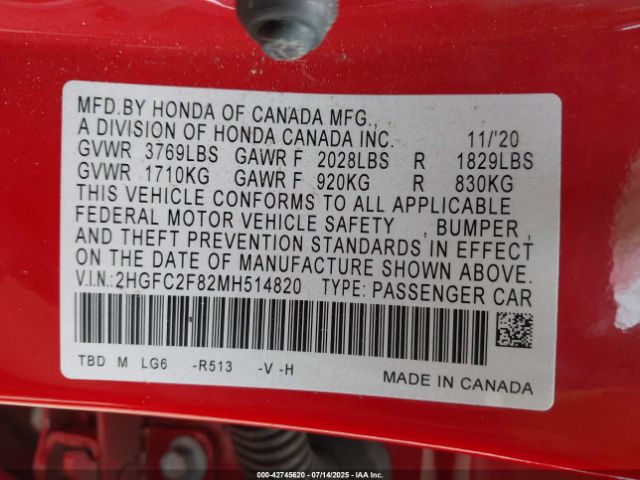 MFD.BY HONDA OF CANADA MFG.,
A DIVISION OF HONDA CANADA INC. 11/'20
GVWR 3769LBS GAWR F 2028LBS R 1829LBS
GVWR 1710KG GAWR F 920KG R 830KG
THIS VEHICLE CONFORMS TO ALL APPLICABLE
FEDERAL MOTOR VEHICLE SAFETY , BUMPER ,
AND THEFT PREVENTION STANDARDS IN EFFECT
ON THE DATE OF MANUFACTURE SHOWN ABOVE.
V.I.N.:2HGFC2F82MH514820 TYPE: PASSENGER CAR
TBD M LG6 -R513 -V -H
MADE IN CANADA
000-42745620 07/14/2025 IAA Inc.